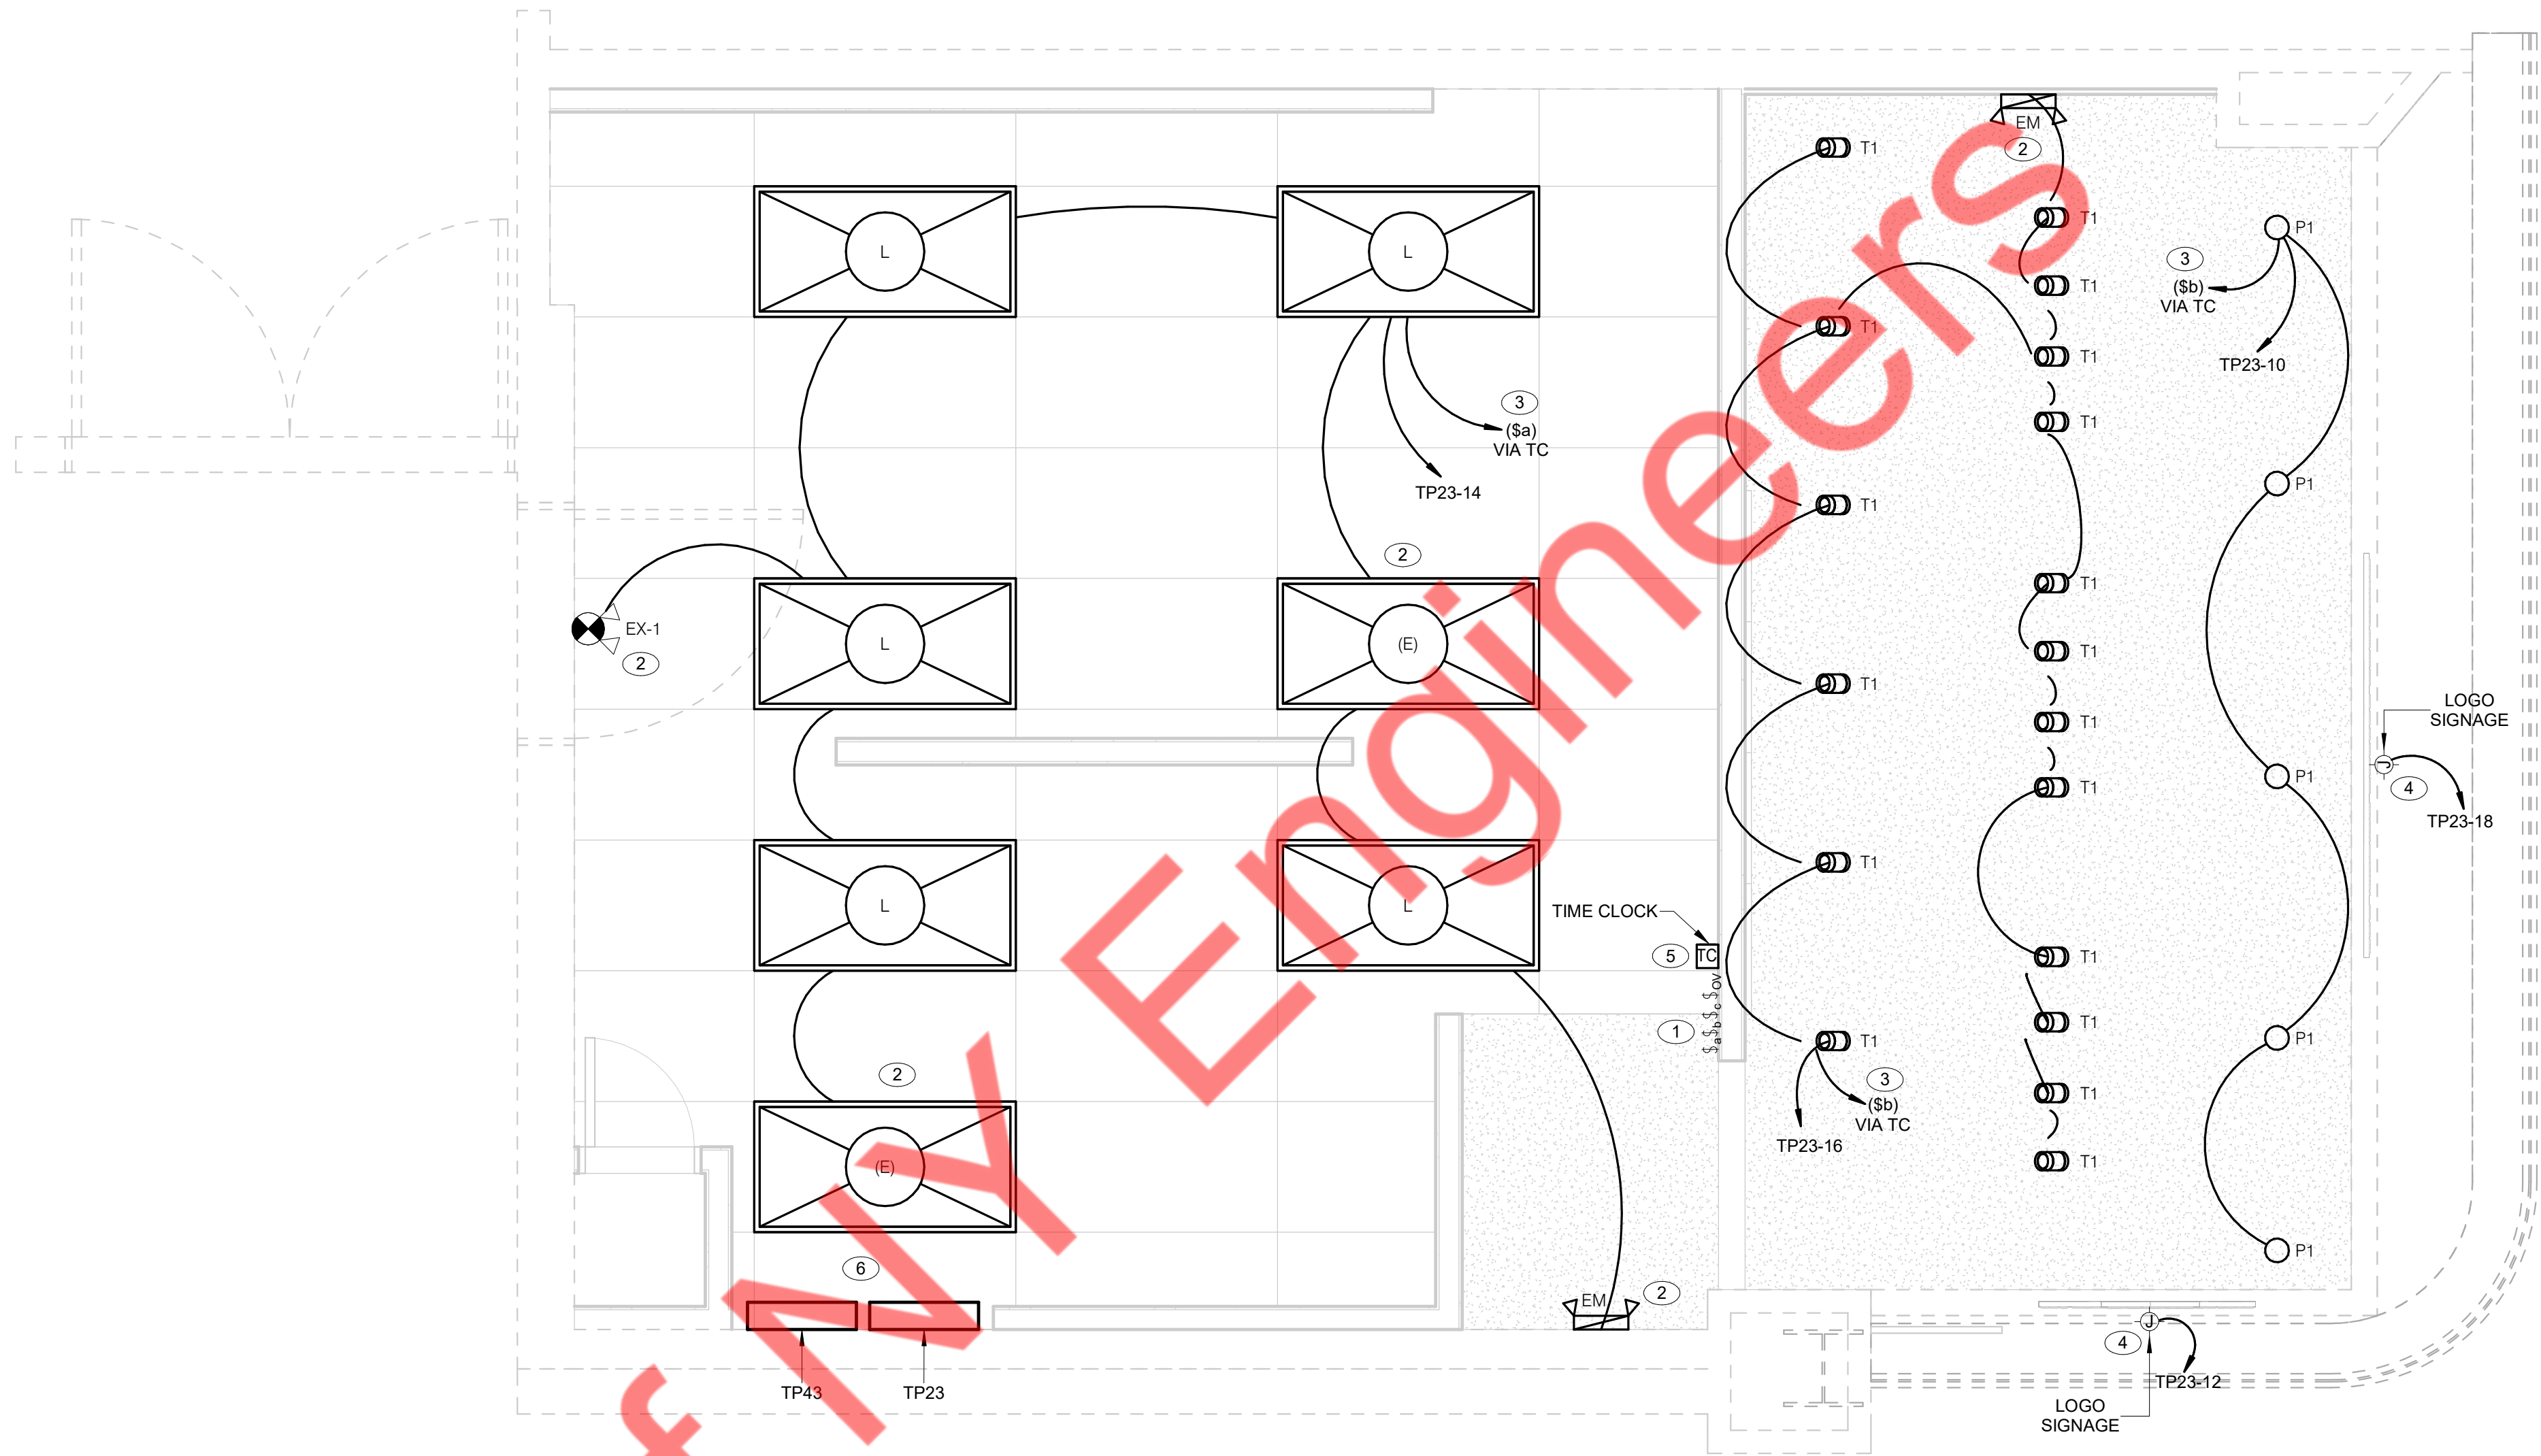 EM
2
T1
T1
P1
L
L
3
($b)
VIA TC
T1
T1
T1
TP23-10
3
($a)
VIA TC
T1
TP23-14
T1
P1
2
T1
EX-1
2
L
(E)
T1
T1
T1
LOGO
SIGNAGE
P1
J
4
TP23-18
T1
T1
L
L
TIME CLOCK
5
TC
T1
$a $b $c $OV
1
T1
T1
P1
3
($b)
VIA TC
TP23-16
T1
2
(E)
T1
P1
6
EM
2
J
4
TP23-12
LOGO
SIGNAGE
TP43
TP23
f NY Engineers